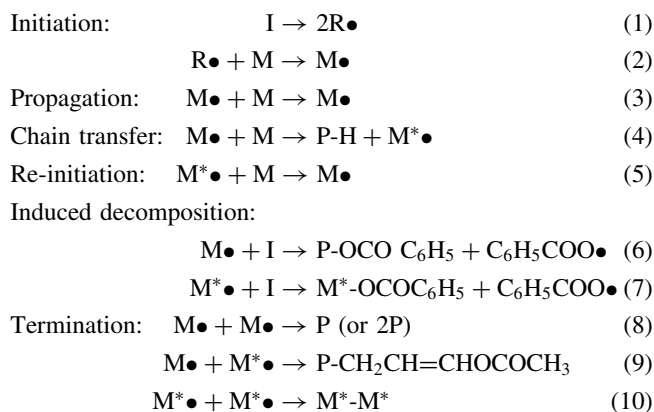 Initiation: I → 2R● (1)
R● + M → M● (2)
Propagation: M● + M → M● (3)
Chain transfer: M● + M → P-H + M*● (4)
Re-initiation: M*● + M → M● (5)
Induced decomposition:
M● + I → P-OCO C₆H₅ + C₆H₅COO● (6)
M*● + I → M*-OCOC₆H₅ + C₆H₅COO● (7)
Termination: M● + M● → P (or 2P) (8)
M● + M*● → P-CH₂CH=CHOCOCH₃ (9)
M*● + M*● → M*-M* (10)